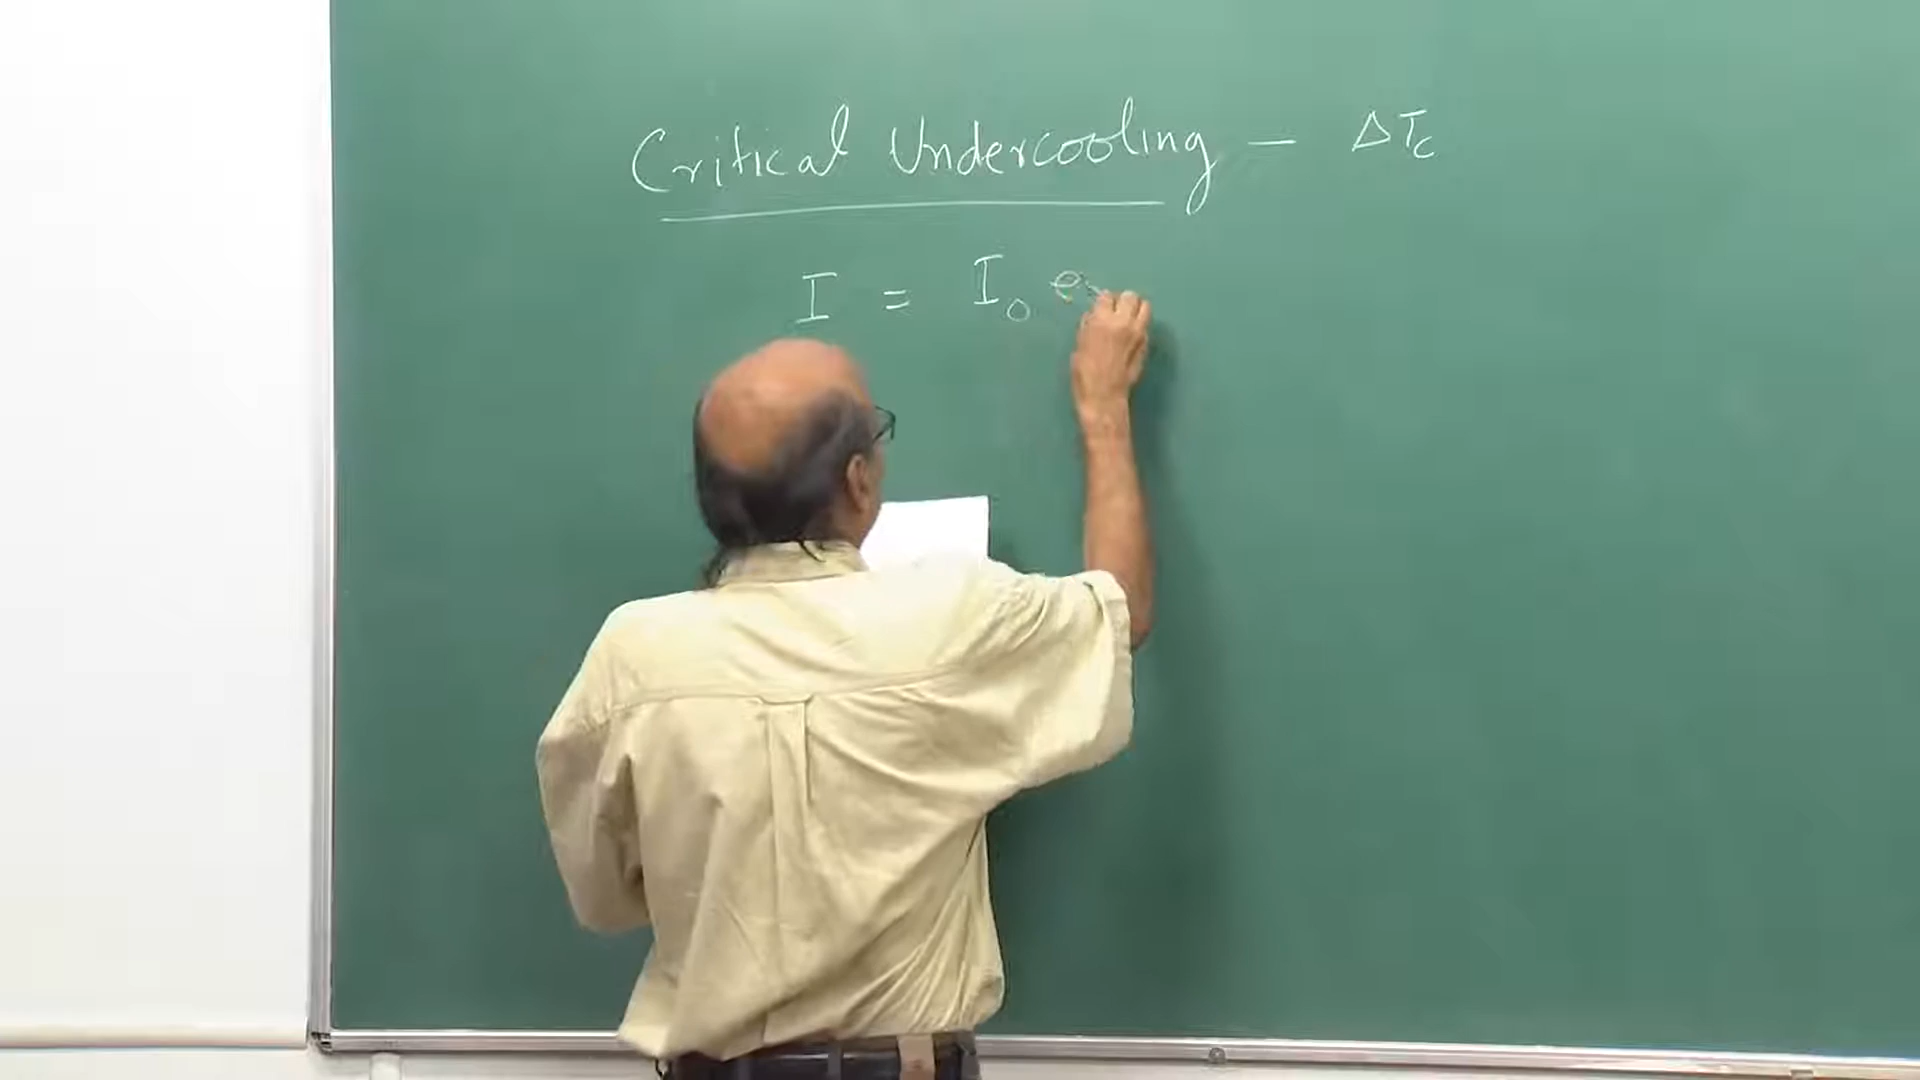 Critical Undercooling — ΔTc
I = I₀ e